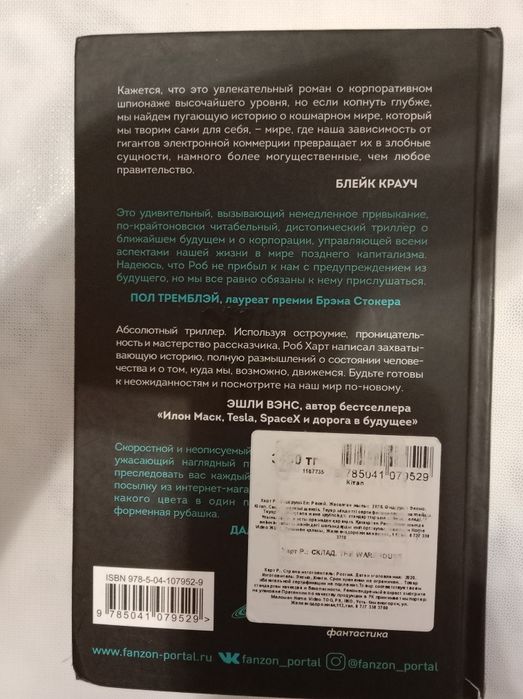 Кажется, что это увлекательный роман о корпоративном
шпионаже высочайшего уровня, но если копнуть глубже,
мы найдем пугающую историю о кошмарном мире, который
мы творим сами для себя, – мире, где наша зависимость от
гигантов электронной коммерции превращает их в злобные
сущности, намного более могущественные, чем любое
правительство.
БЛЕЙК КРАУЧ
Это удивительный, вызывающий немедленное привыкание,
по-крайтоновски читабельный, дистопический триллер о
ближайшем будущем и о корпорации, управляющей всеми
аспектами нашей жизни в мире позднего капитализма.
Надеюсь, что Роб не прибыл к нам с предупреждением из
будущего, но мы все равно обязаны к нему прислушаться.
ПОЛ ТРЕМБЛЭЙ, лауреат премии Брэма Стокера
Абсолютный триллер. Используя остроумие, проницатель-
ность и мастерство рассказчика, Роб Харт написал захваты-
вающую историю, полную размышлений о состоянии челове-
чества и о том, куда мы, возможно, движемся. Будьте готовы
к неожиданностям и посмотрите на наш мир по-новому.
ЭШЛИ ВЭНС, автор бестселлера
«Илон Маск, Tesla, SpaceX и дорога в будущее»
Скоростной и неописуемый
ужасающий наглядный
преследовать вас каждый
посылку из интернет-мага
какого цвета в один
форменная рубашка.
ТГ
1167735
785041 079529
Kitap
Харт Р.: СКЛАД. THE WAREHOUSE
ISBN 978-5-04-107952-9
9 785041 079529
фантастика
www.fanzon-portal.ru fanzon_portal @fanzon_portal